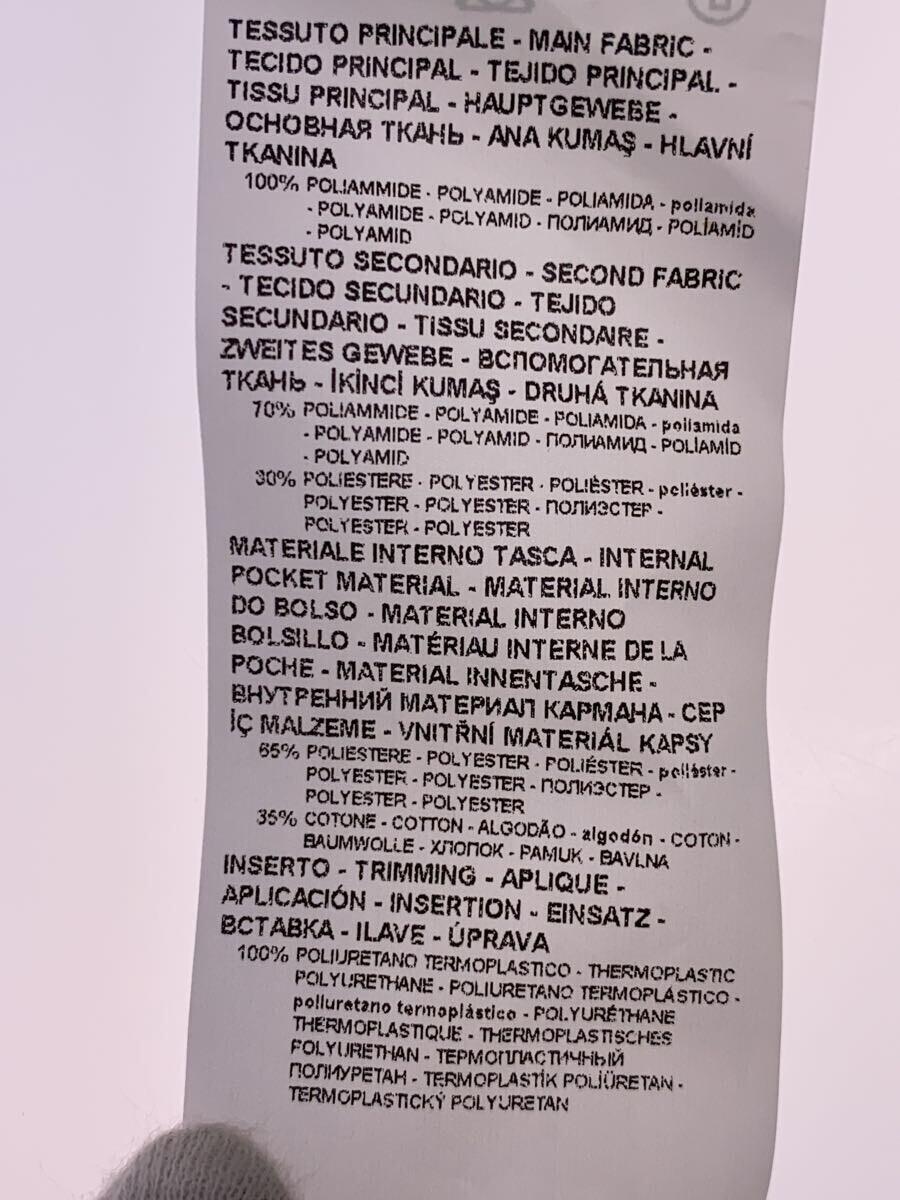 TESSUTO PRINCIPALE - MAIN FABRIC -
TECIDO PRINCIPAL - TEJIDO PRINCIPAL -
TISSU PRINCIPAL - HAUPTGEWEBE -
ОСНОВНАЯ ТКАНЬ - ANA KUMAŞ - HLAVNÍ
TKANINA
100% POLIAMMIDE - POLYAMIDE - POLIAMIDA - poliamida
- POLYAMIDE - POLYAMID - ПОЛИАМИД - POLİAMİD
- POLYAMID
TESSUTO SECONDARIO - SECOND FABRIC
- TECIDO SECUNDARIO - TEJIDO
SECUNDARIO - TISSU SECONDAIRE -
ZWEITES GEWEBE - ВСПОМОГАТЕЛЬНАЯ
ТКАНЬ - İKİNCİ KUMAŞ - DRUHÁ TKANINA
70% POLIAMMIDE - POLYAMIDE - POLIAMIDA - poliamida
- POLYAMIDE - POLYAMID - ПОЛИАМИД - POLİAMİD
- POLYAMID
30% POLIESTERE - POLYESTER - POLIÉSTER - poliéster -
POLYESTER - POLYESTER - ПОЛИЭСТЕР -
POLYESTER - POLYESTER
MATERIALE INTERNO TASCA - INTERNAL
POCKET MATERIAL - MATERIAL INTERNO
DO BOLSO - MATERIAL INTERNO
BOLSILLO - MATÉRIAU INTERNE DE LA
POCHE - MATERIAL INNENTASCHE -
ВНУТРЕННИЙ МАТЕРИАЛ КАРМАНА - CEP
İÇ MALZEME - VNITŘNÍ MATERIÁL KAPSY
65% POLIESTERE - POLYESTER - POLIÉSTER - poliéster -
POLYESTER - POLYESTER - ПОЛИЭСТЕР -
POLYESTER - POLYESTER
35% COTONE - COTTON - ALGODÃO - algodón - COTON -
BAUMWOLLE - ХЛОПОК - PAMUK - BAVLNA
INSERTO - TRIMMING - APLIQUE -
APLICACIÓN - INSERTION - EINSATZ -
ВСТАВКА - ILAVE - ÚPRAVA
100% POLIURETANO TERMOPLASTICO - THERMOPLASTIC
POLYURETHANE - POLIURETANO TERMOPLÁSTICO -
poliuretano termoplástico - POLYURÉTHANE
THERMOPLASTIQUE - THERMOPLASTISCHES
POLYURETHAN - ТЕРМОПЛАСТИЧНЫЙ
ПОЛИУРЕТАН - TERMOPLASTİK POLİÜRETAN -
TERMOPLASTICKÝ POLYURETAN